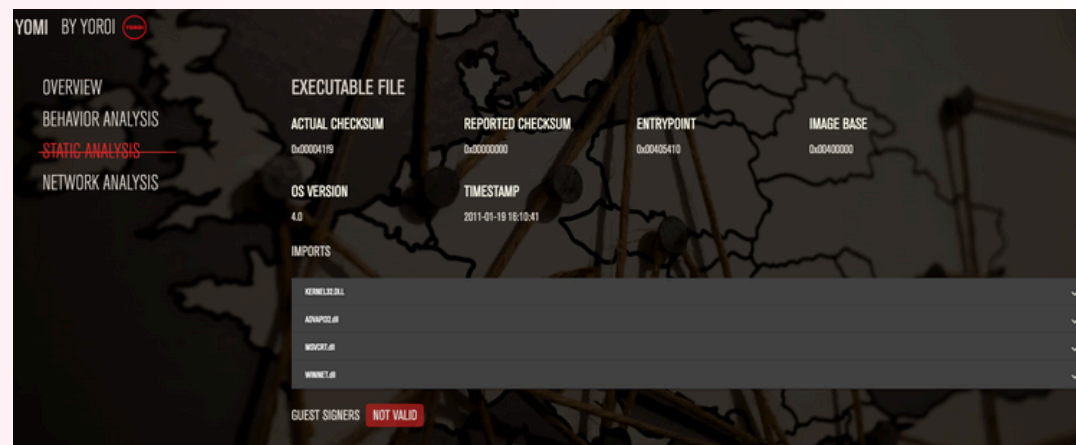 YOMI BY YOROI YOROI
OVERVIEW
BEHAVIOR ANALYSIS
STATIC ANALYSIS
NETWORK ANALYSIS
EXECUTABLE FILE
ACTUAL CHECKSUM REPORTED CHECKSUM ENTRYPOINT IMAGE BASE
0x000041f9 0x00000000 0x00405410 0x00400000
OS VERSION TIMESTAMP
4.0 2011-01-19 16:10:41
IMPORTS
KERNEL32.DLL
ADVAPI32.dll
MSVCRT.dll
WININET.dll
GUEST SIGNERS NOT VALID